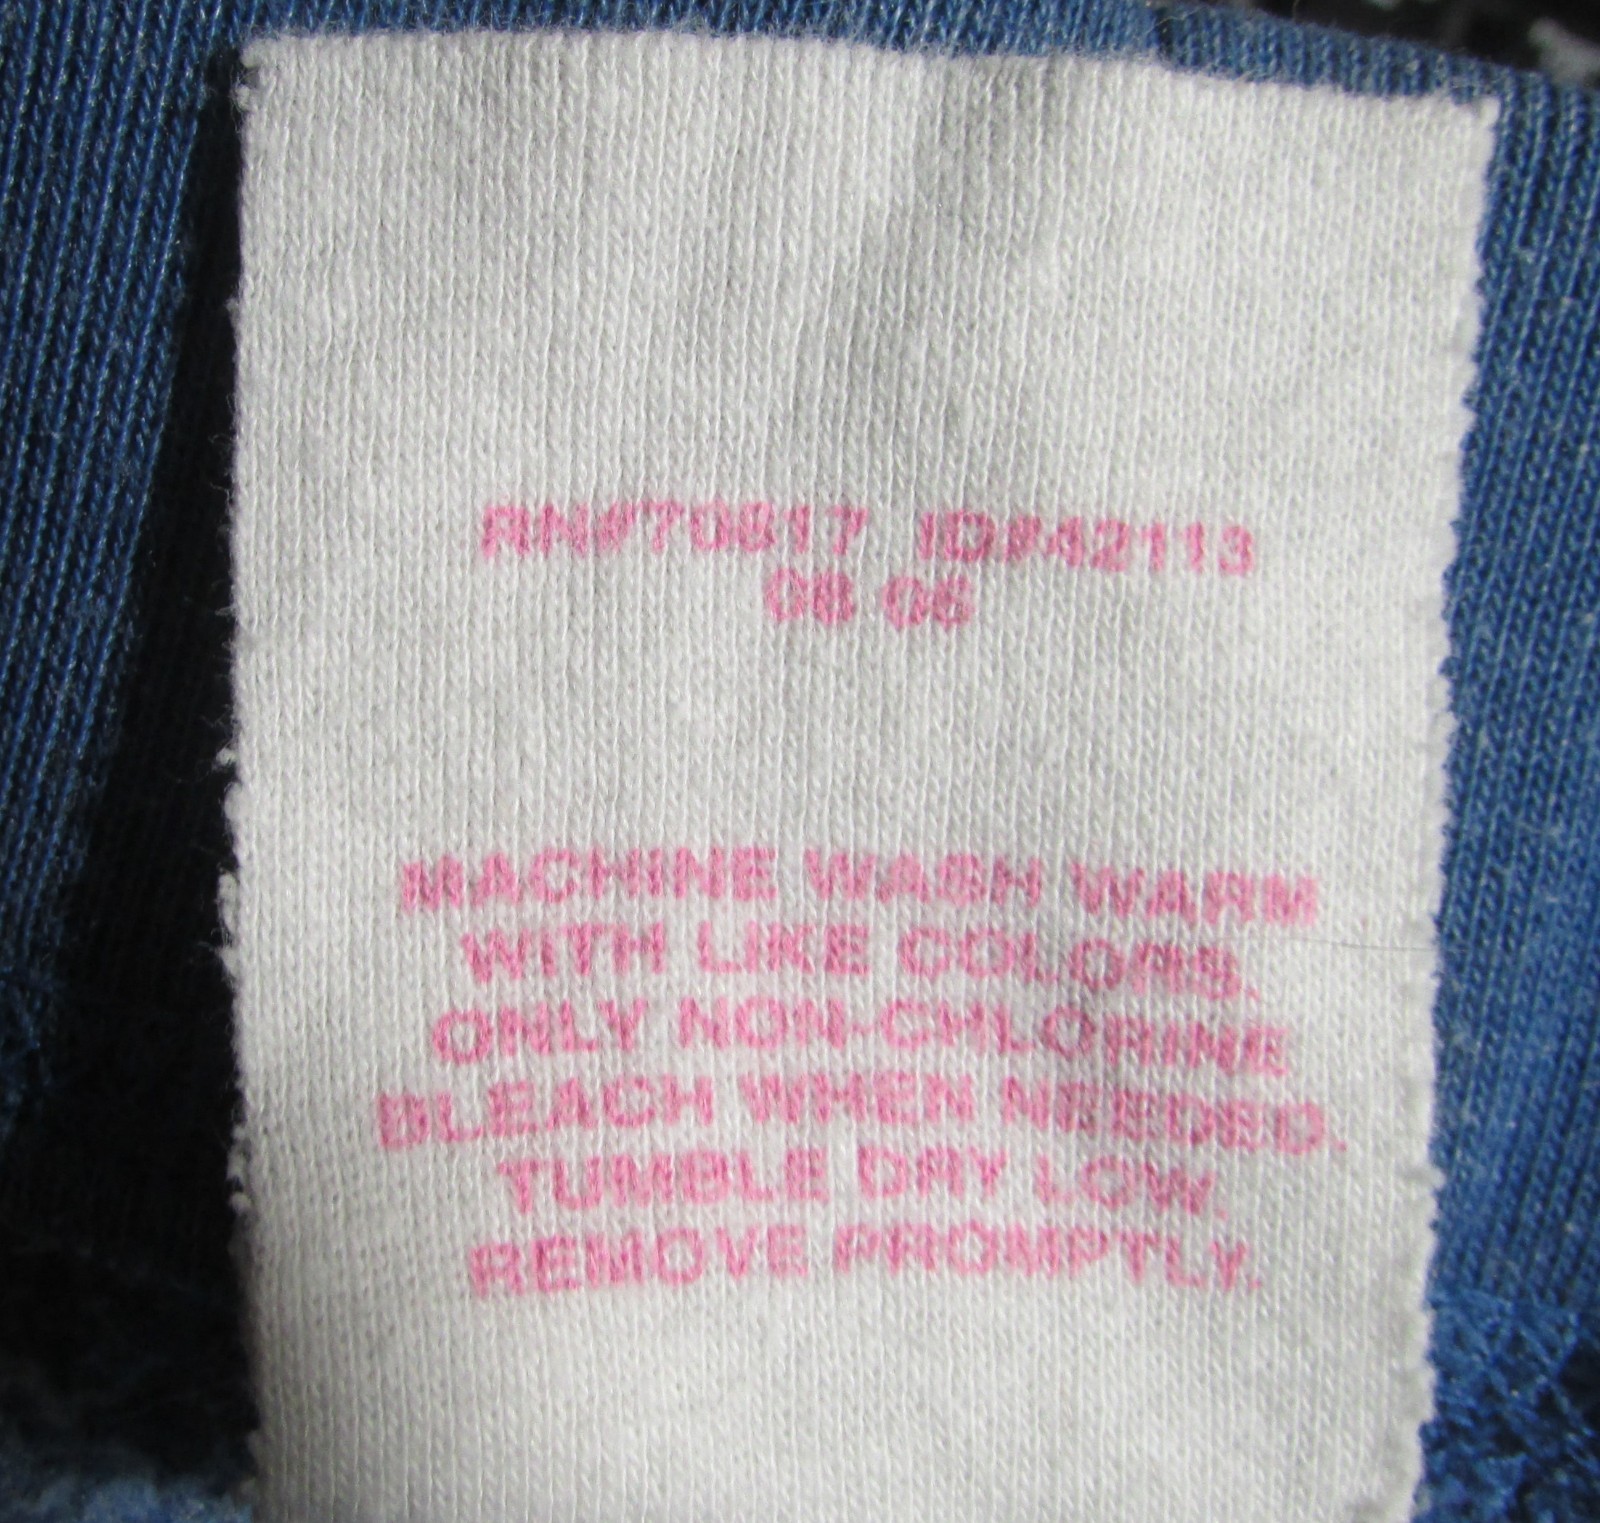 RN#70817 ID#42113
08 06
MACHINE WASH WARM
WITH LIKE COLORS.
ONLY NON-CHLORINE
BLEACH WHEN NEEDED.
TUMBLE DRY LOW.
REMOVE PROMPTLY.